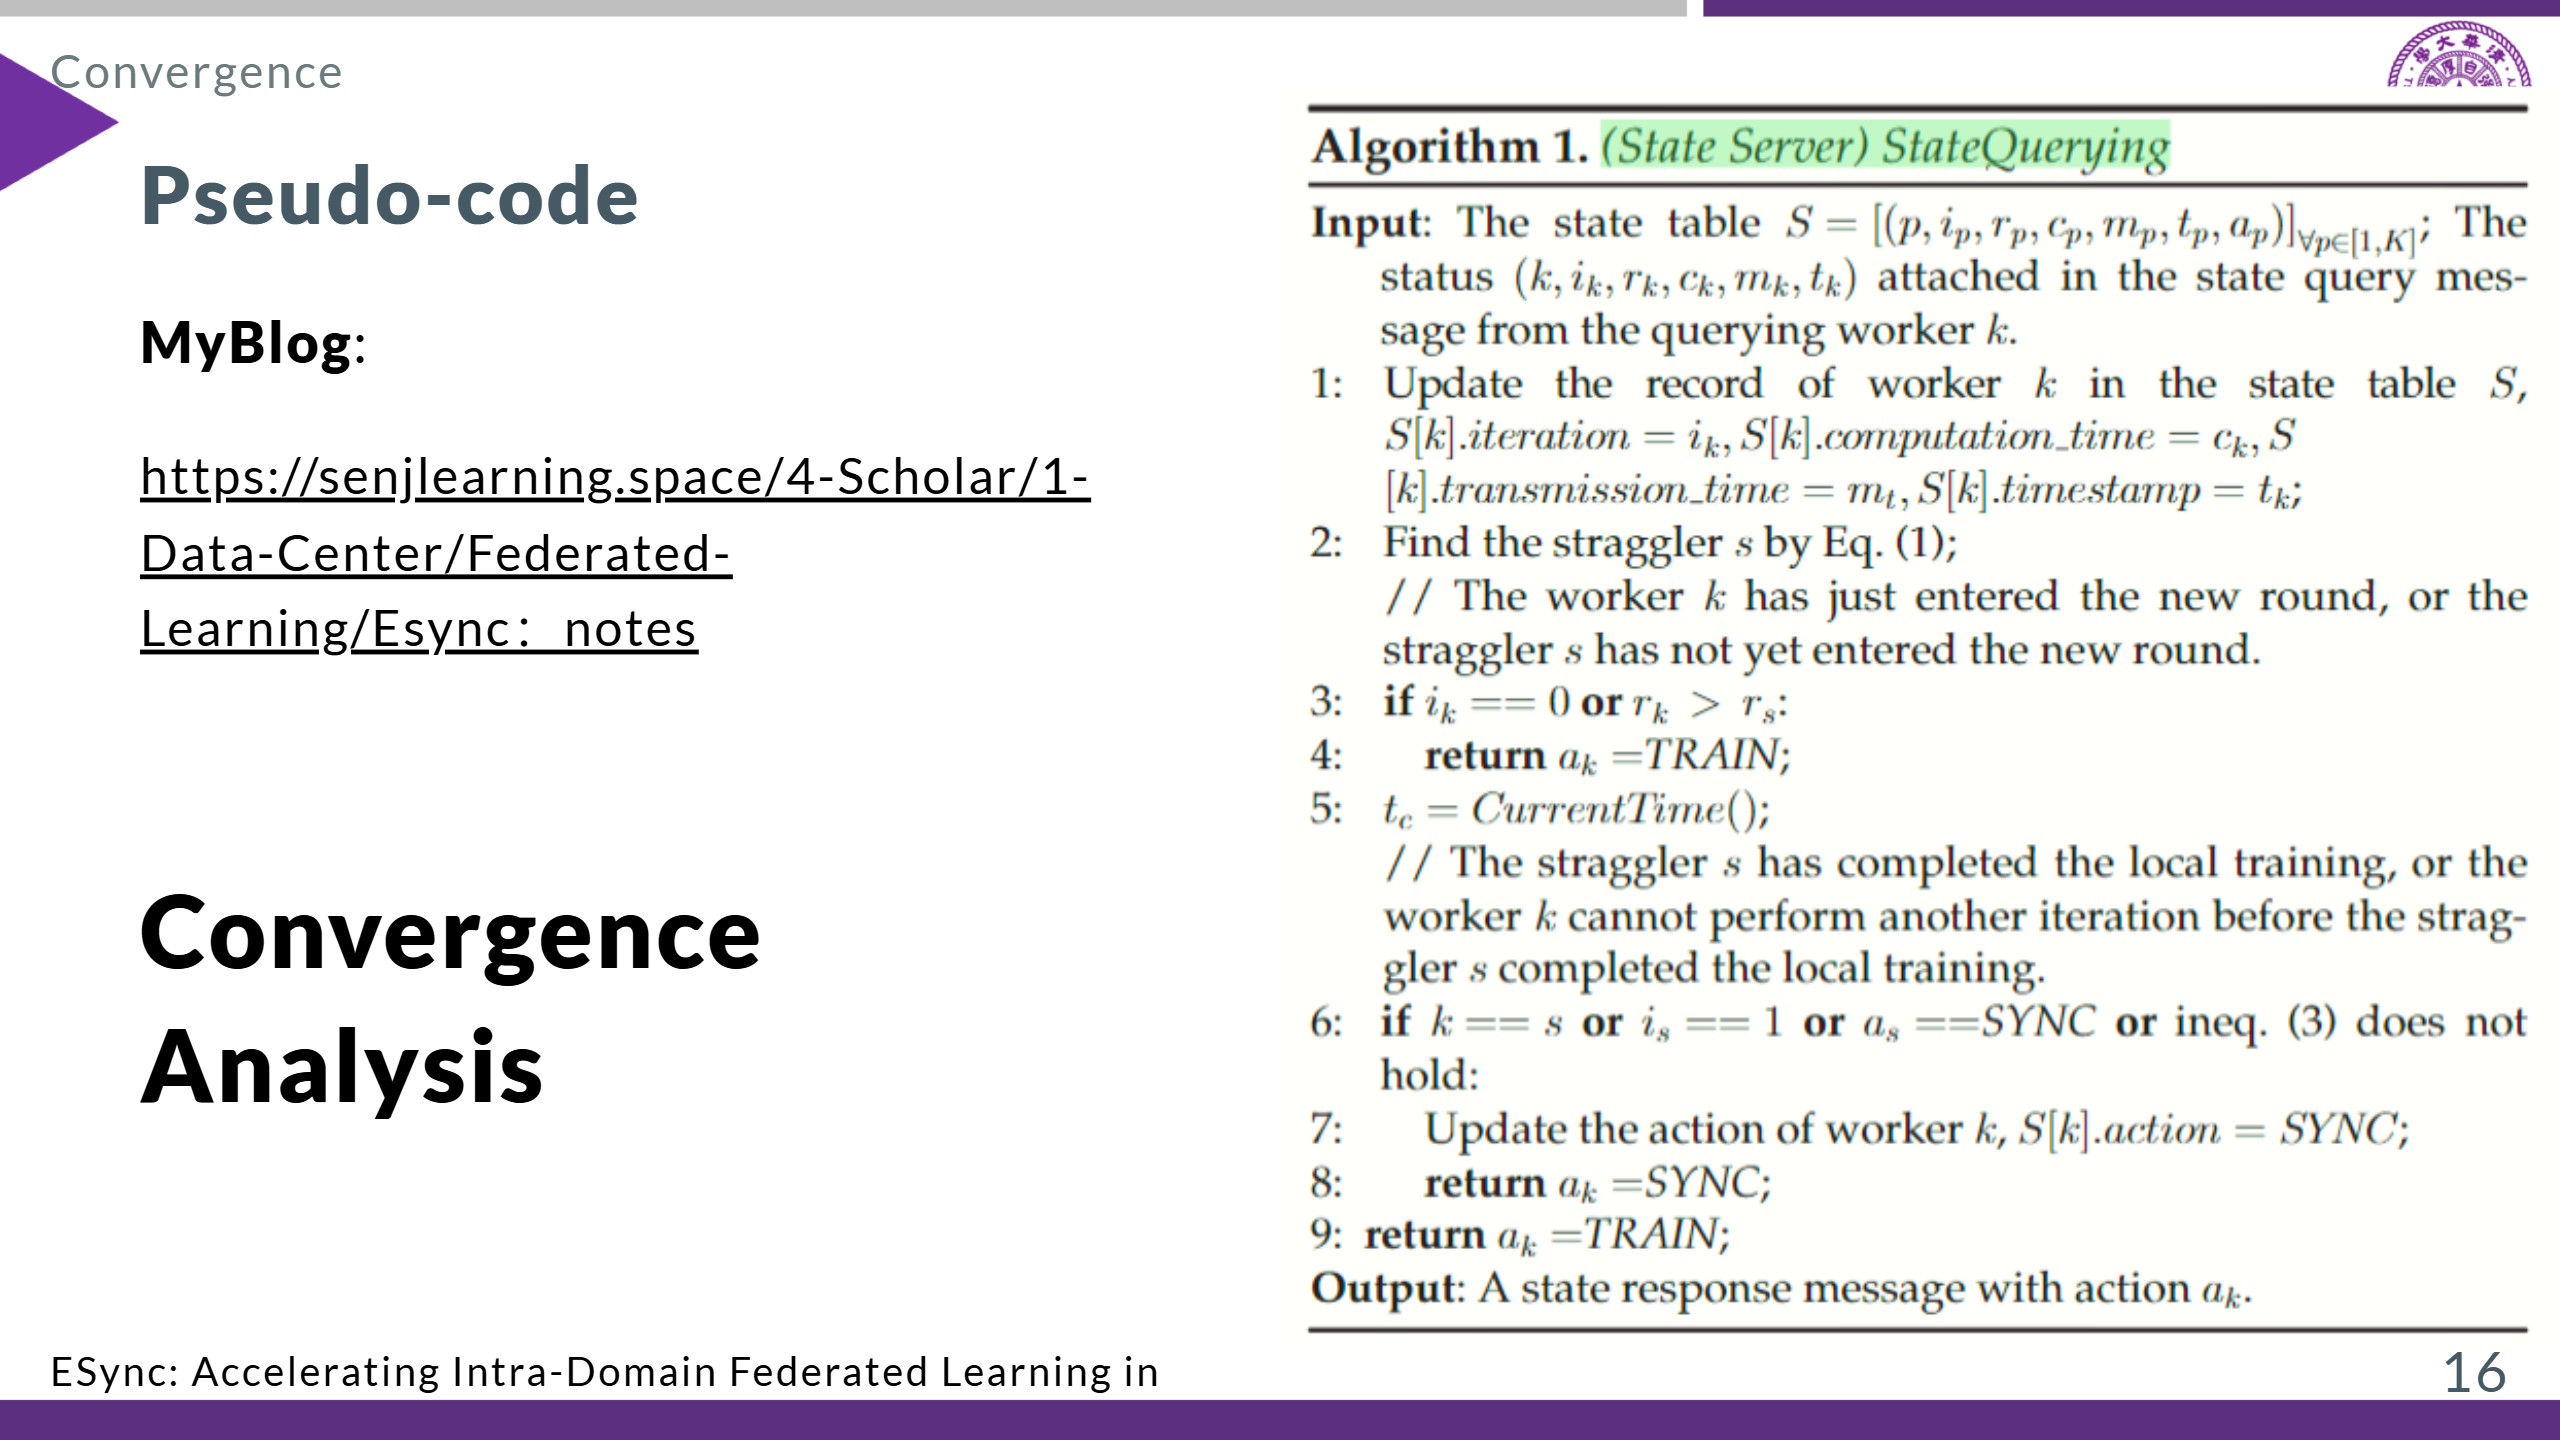 Convergence
Pseudo-code
MyBlog:
https://senjlearning.space/4-Scholar/1-
Data-Center/Federated-
Learning/Esync：notes
Convergence
Analysis
Algorithm 1. (State Server) StateQuerying
Input: The state table S = [(p, i_p, r_p, c_p, m_p, t_p, a_p)]_{∀p∈[1,K]}; The
status (k, i_k, r_k, c_k, m_k, t_k) attached in the state query mes-
sage from the querying worker k.
1: Update the record of worker k in the state table S,
S[k].iteration = i_k, S[k].computation_time = c_k, S
[k].transmission_time = m_t, S[k].timestamp = t_k;
2: Find the straggler s by Eq. (1);
// The worker k has just entered the new round, or the
straggler s has not yet entered the new round.
3: if i_k == 0 or r_k > r_s:
4: return a_k =TRAIN;
5: t_c = CurrentTime();
// The straggler s has completed the local training, or the
worker k cannot perform another iteration before the strag-
gler s completed the local training.
6: if k == s or i_s == 1 or a_s ==SYNC or ineq. (3) does not
hold:
7: Update the action of worker k, S[k].action = SYNC;
8: return a_k =SYNC;
9: return a_k =TRAIN;
Output: A state response message with action a_k.
ESync: Accelerating Intra-Domain Federated Learning in
16